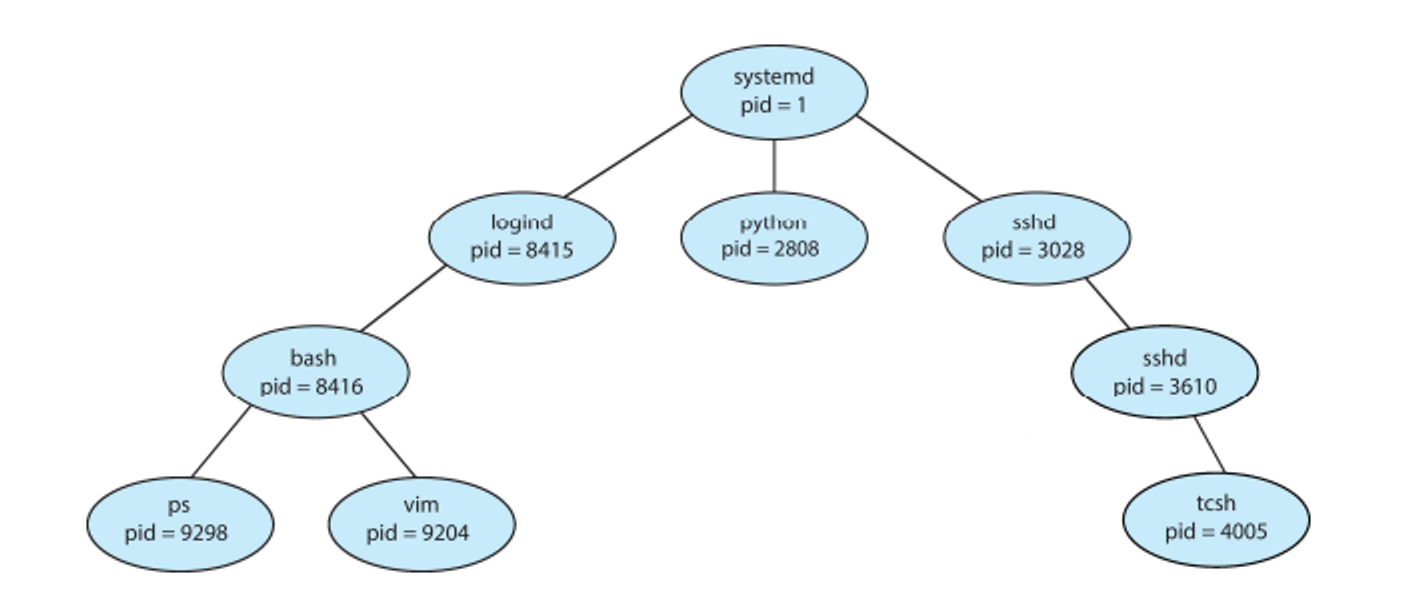 systemd
pid = 1
logind
pid = 8415
python
pid = 2808
sshd
pid = 3028
bash
pid = 8416
sshd
pid = 3610
ps
pid = 9298
vim
pid = 9204
tcsh
pid = 4005